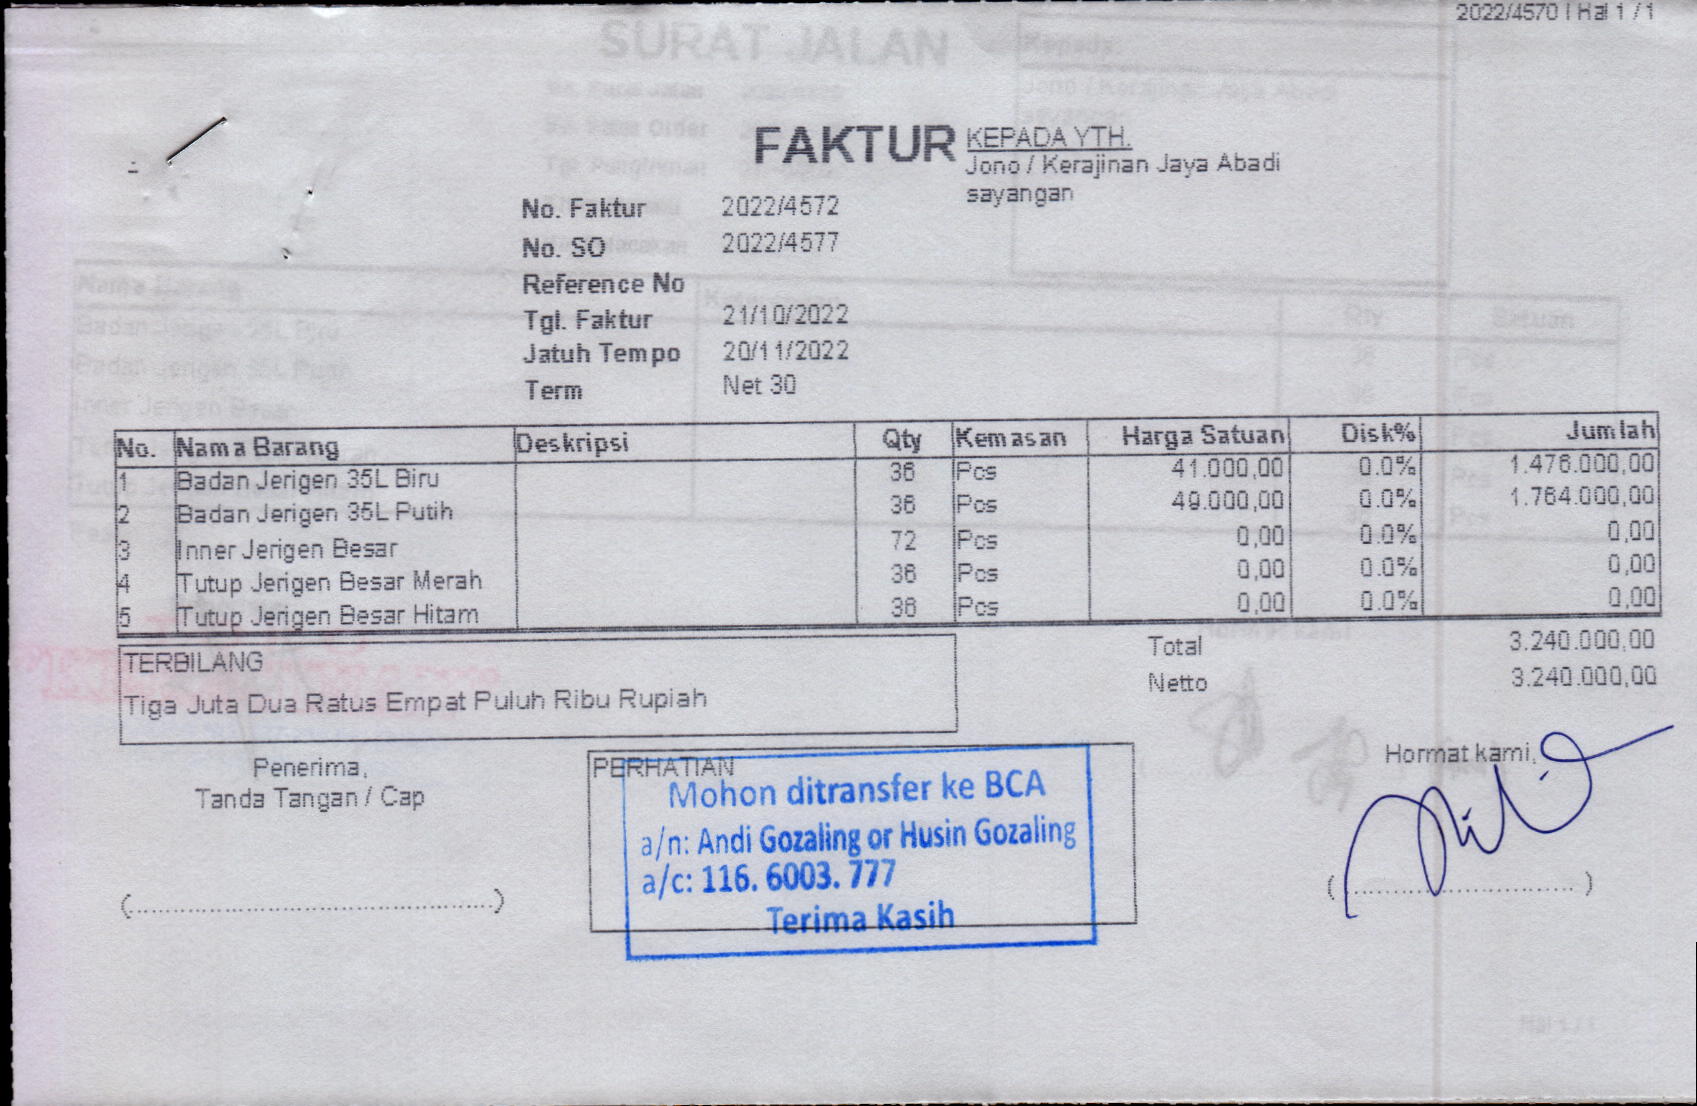 2022/4570 | Hal 1 / 1
SURAT JALAN
Kepada:
FAKTUR
KEPADA YTH.
Jono / Kerajinan Jaya Abadi
sayangan
No. Faktur 2022/4572
No. SO 2022/4577
Reference No
Tgl. Faktur 21/10/2022
Jatuh Tempo 20/11/2022
Term Net 30
No. Nama Barang Deskripsi Qty Kemasan Harga Satuan Disk% Jumlah
1 Badan Jerigen 35L Biru 36 Pcs 41.000,00 0.0% 1.476.000,00
2 Badan Jerigen 35L Putih 36 Pcs 49.000,00 0.0% 1.764.000,00
3 Inner Jerigen Besar 72 Pcs 0,00 0.0% 0,00
4 Tutup Jerigen Besar Merah 36 Pcs 0,00 0.0% 0,00
5 Tutup Jerigen Besar Hitam 36 Pcs 0,00 0.0% 0,00
Total 3.240.000,00
Netto 3.240.000,00
TERBILANG
Tiga Juta Dua Ratus Empat Puluh Ribu Rupiah
Penerima,
Tanda Tangan / Cap
(..............................................)
PERHATIAN
Mohon ditransfer ke BCA
a/n: Andi Gozaling or Husin Gozaling
a/c: 116. 6003. 777
Terima Kasih
Hormat kami,
(.............................. )
Hal 1 / 1